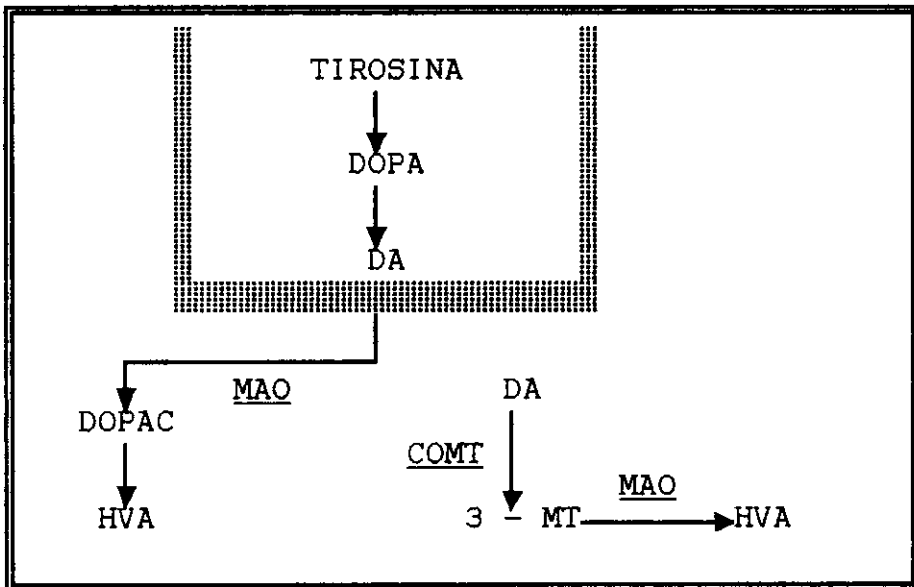 TIROSINA
DOPA
DA
MAO
DA
DOPAC
COMT
MAO
HVA
3 - MT
HVA